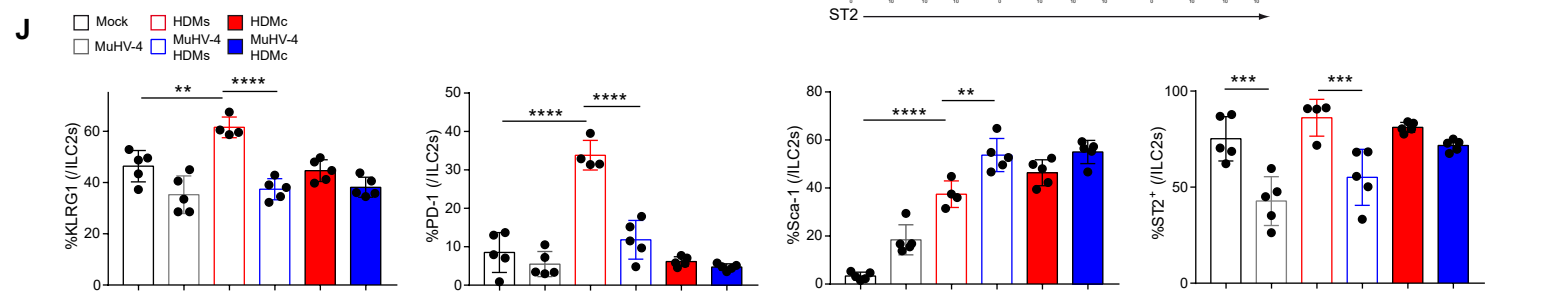 ST2
J
Mock
HDMs
HDMc
MuHV-4
MuHV-4
HDMs
MuHV-4
HDMc
%KLRG1 (/ILC2s)
60
40
20
0
**
****
%PD-1 (/ILC2s)
50
40
30
20
10
0
****
****
%Sca-1 (/ILC2s)
80
60
40
20
0
****
**
%ST2⁺ (/ILC2s)
100
50
0
***
***